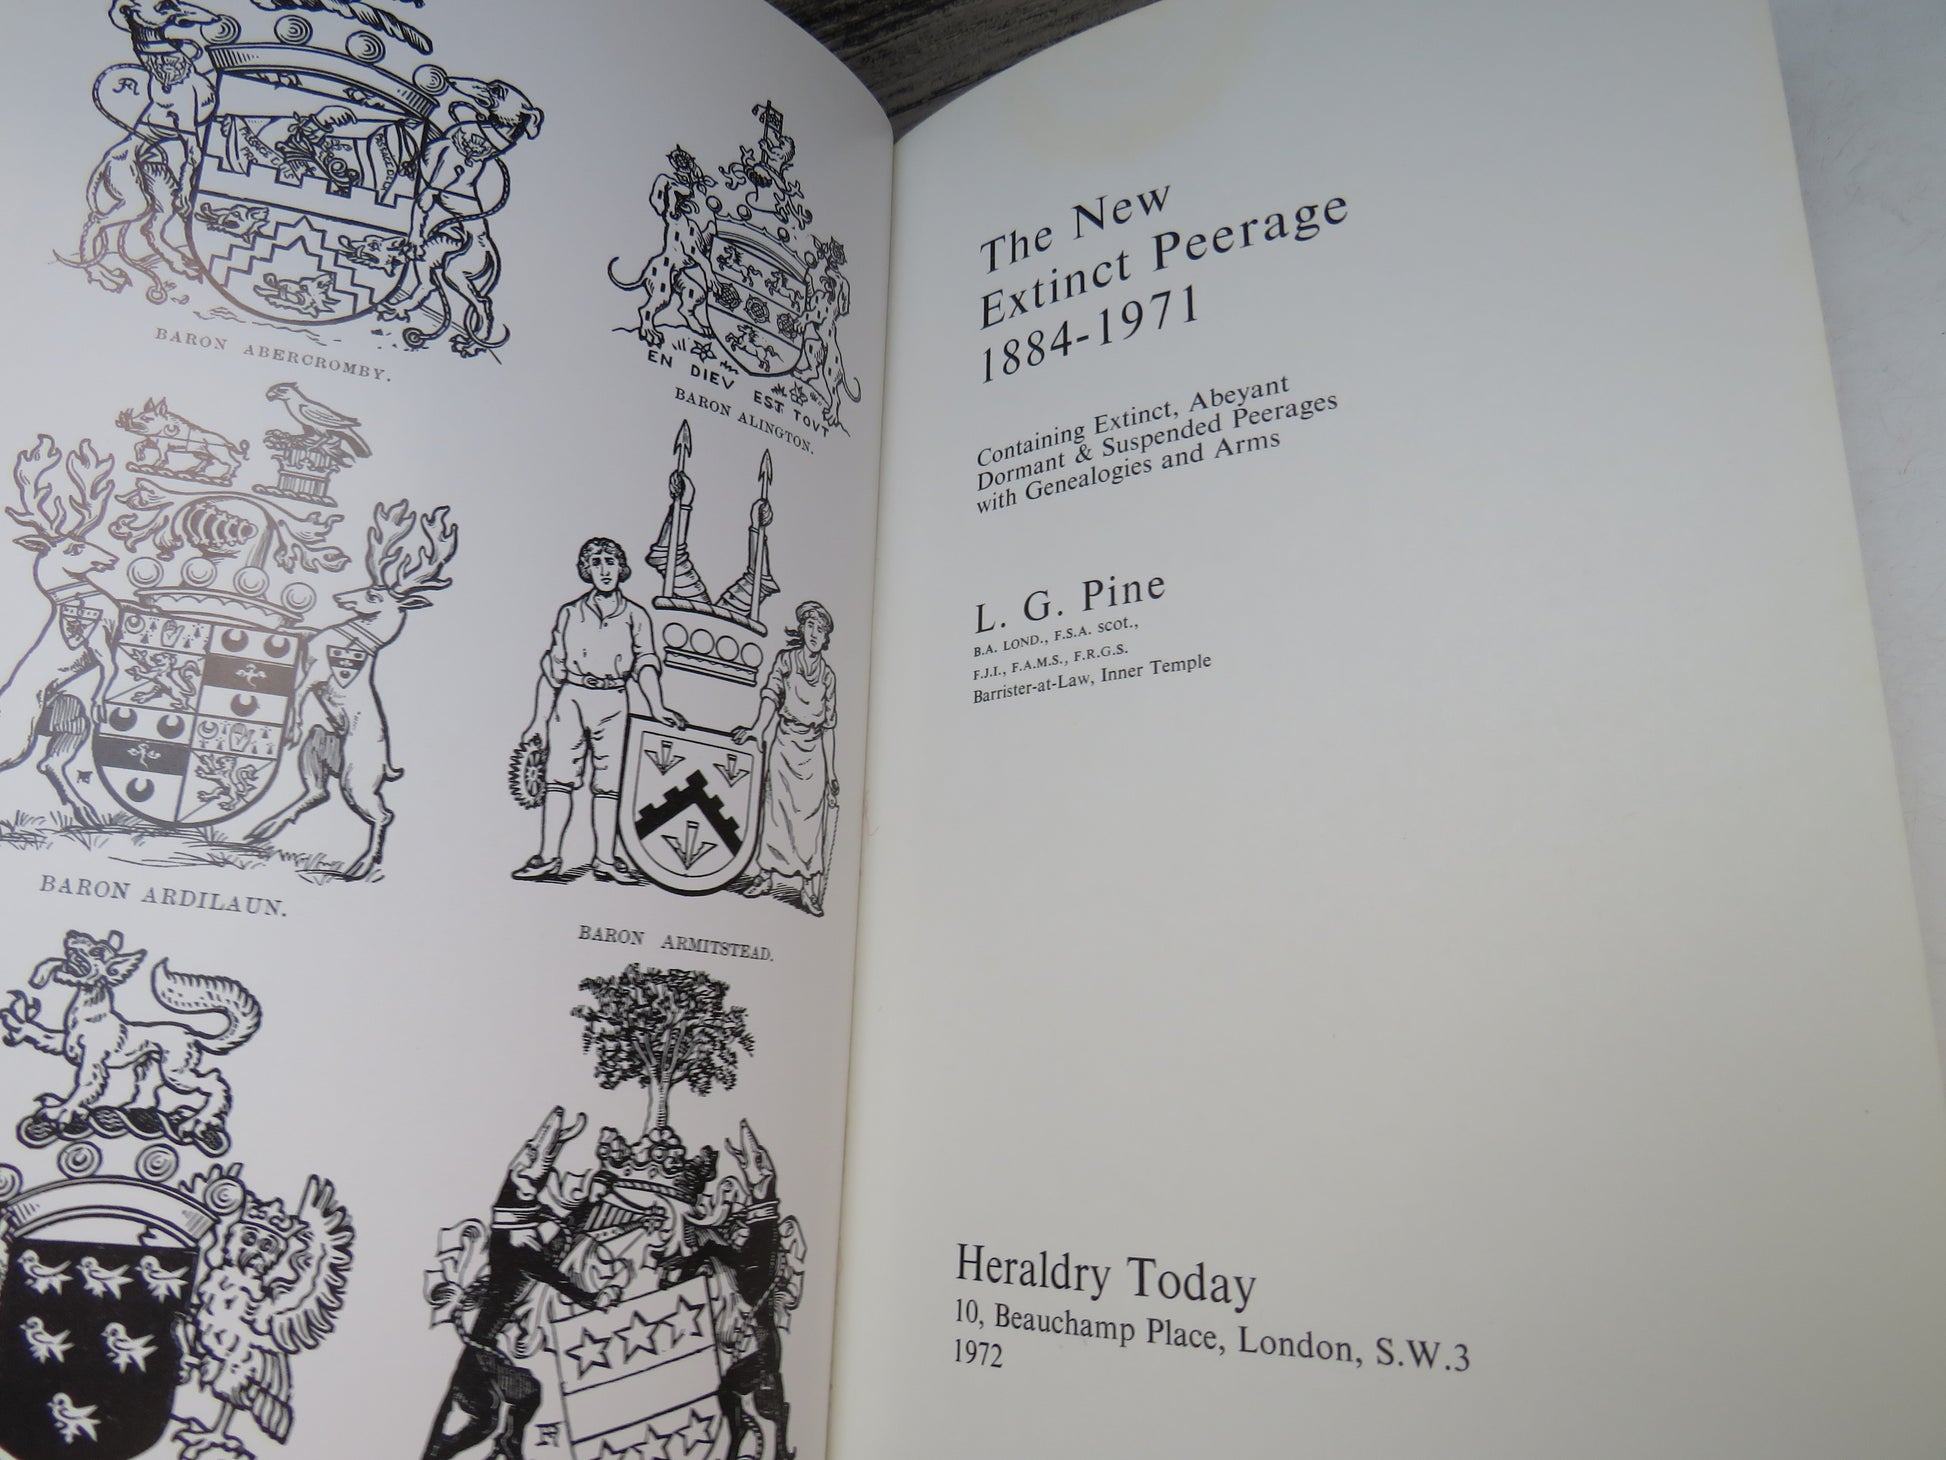 PASSAGE
BARON ABERCROMBY.
EN DIEV EST TOVT
BARON ALINGTON.
BARON ARDILAUN.
BARON ARMITSTEAD.
The New
Extinct Peerage
1884-1971
Containing Extinct, Abeyant
Dormant & Suspended Peerages
with Genealogies and Arms
L. G. Pine
B.A. LOND., F.S.A. SCOT.,
F.J.I., F.A.M.S., F.R.G.S.
Barrister-at-Law, Inner Temple
Heraldry Today
10, Beauchamp Place, London, S.W.3
1972